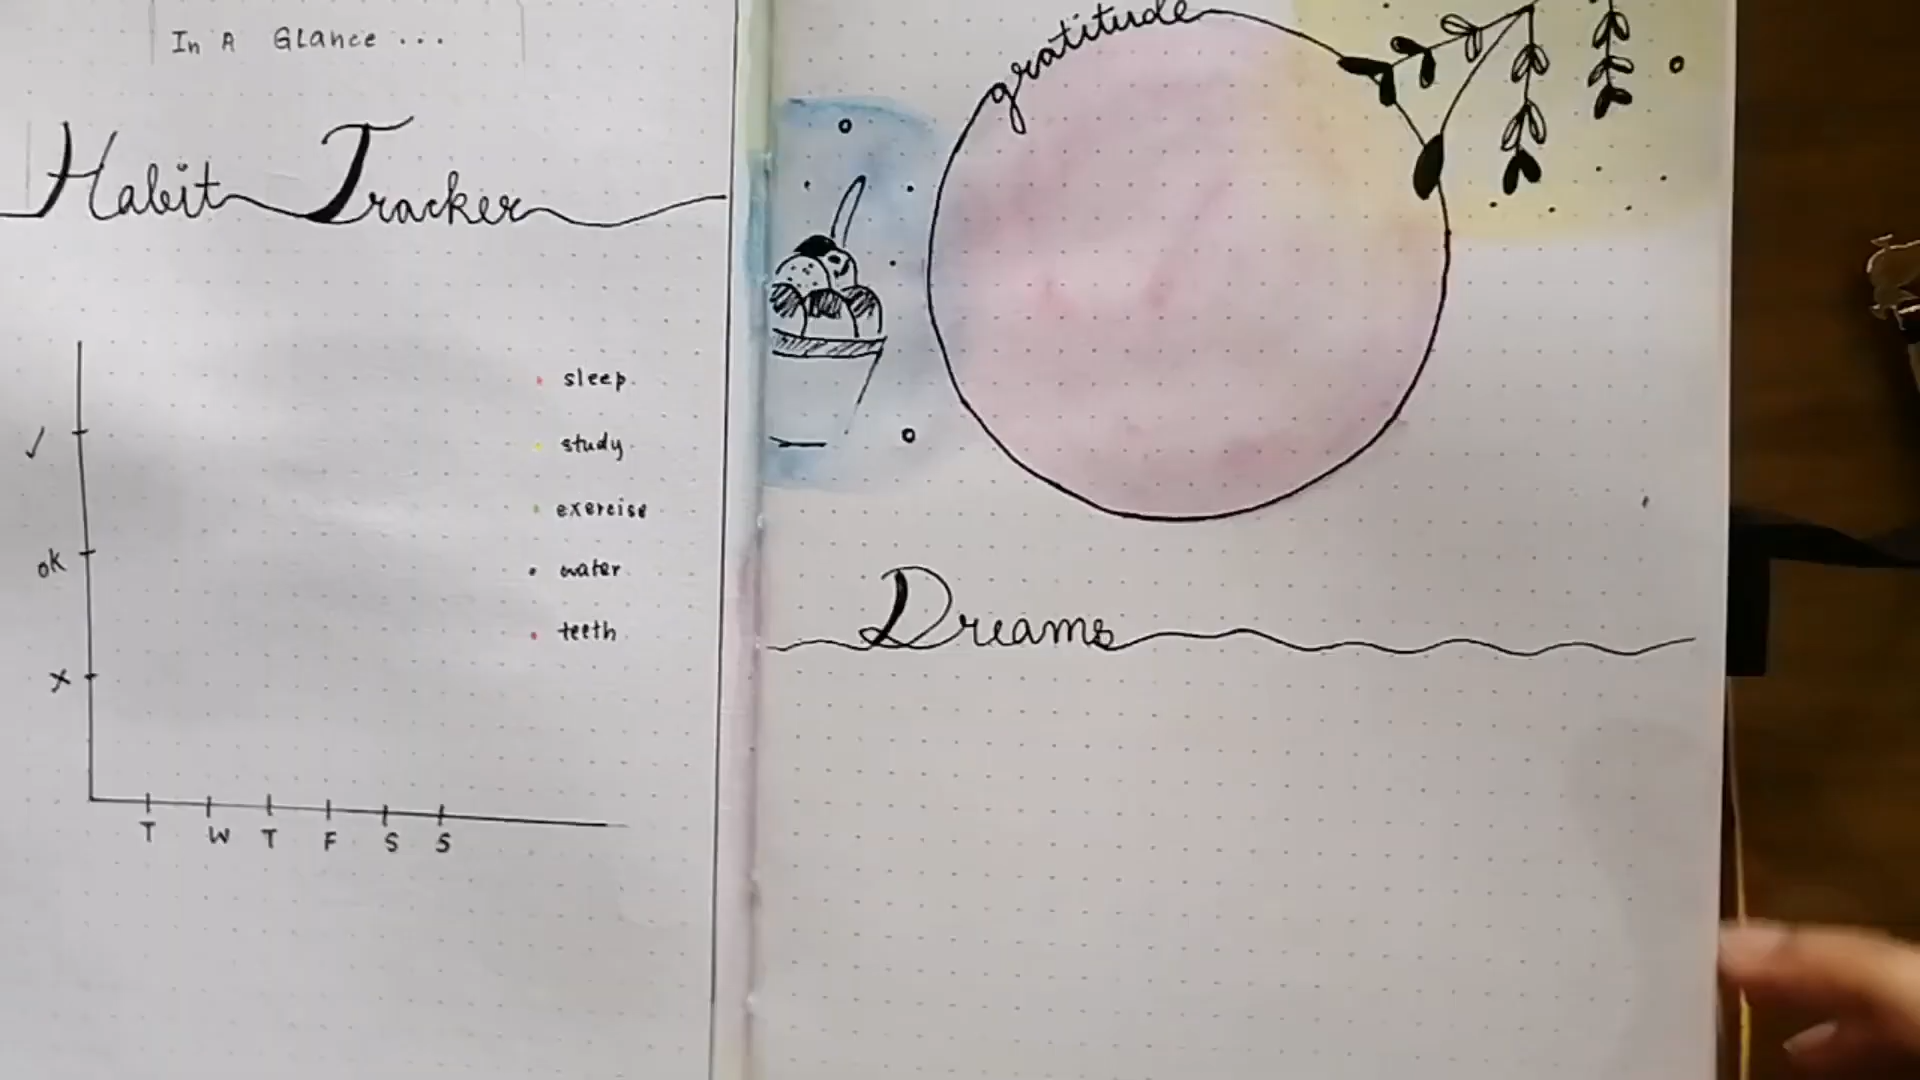 In A Glance ...
Habit Tracker
✓
ok
x
sleep
study
exercise
water
teeth
T W T F S S
gratitude
Dreams